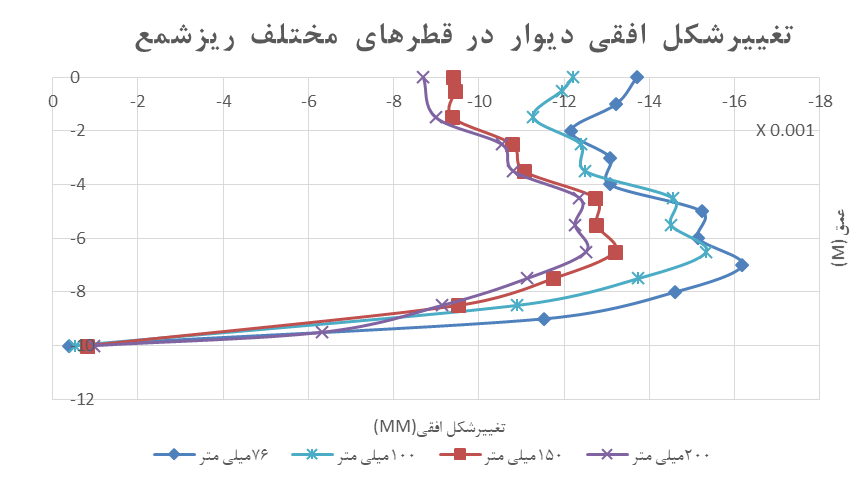 تغییرشکل افقی دیوار در قطرهای مختلف ریزشمع
0
0 -2 -4 -6 -8 -10 -12 -14 -16 -18
X 0.001
-2
-4
-6
-8
-10
-12
عمق (M)
تغییرشکل افقی(MM)
۷۶میلی متر ۱۰۰میلی متر ۱۵۰میلی متر ۲۰۰میلی متر